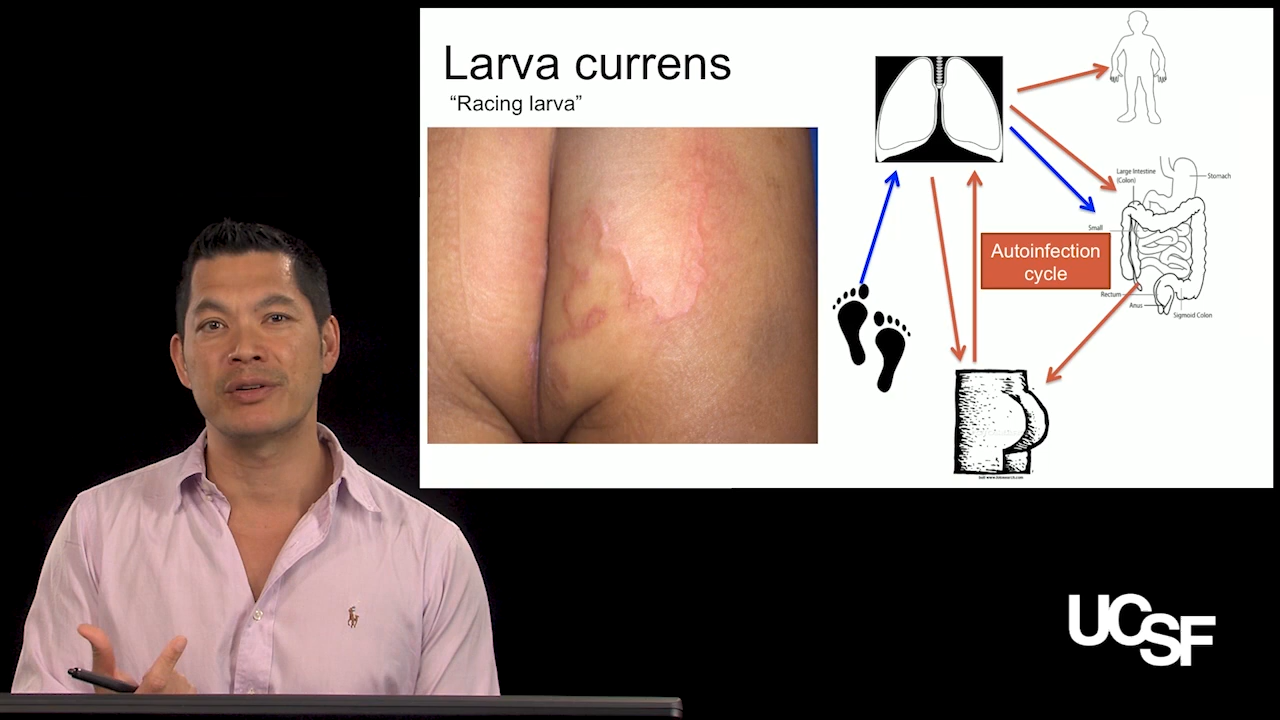 Larva currens
“Racing larva”
Large Intestine
(Colon)
Stomach
Small
Autoinfection
cycle
Rectum
Anus
Sigmoid Colon
UCSF